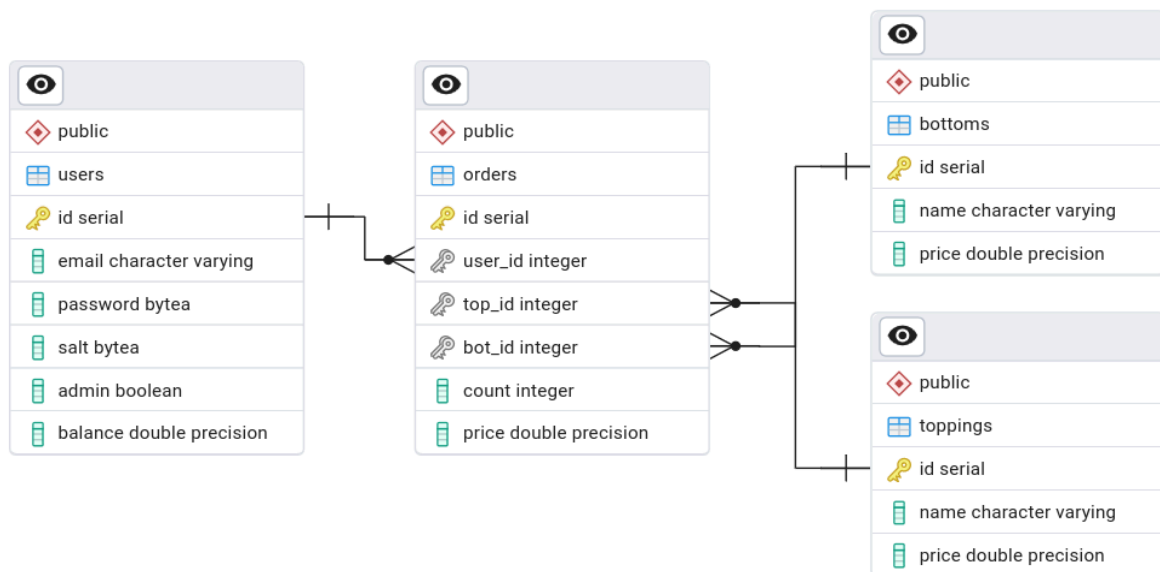 public
users
id serial
email character varying
password bytea
salt bytea
admin boolean
balance double precision
public
orders
id serial
user_id integer
top_id integer
bot_id integer
count integer
price double precision
public
bottoms
id serial
name character varying
price double precision
public
toppings
id serial
name character varying
price double precision